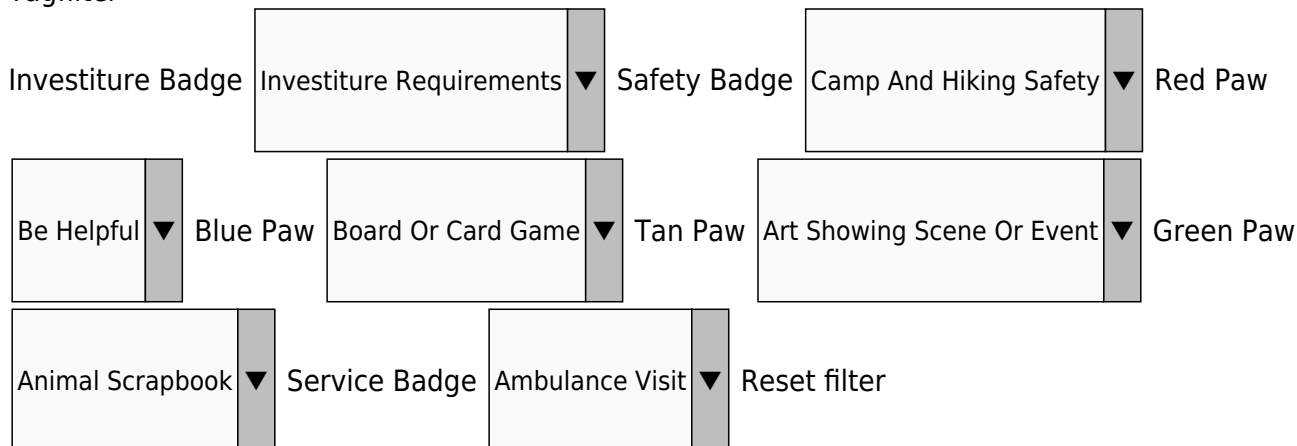 Investiture Badge Investiture Requirements ▼ Safety Badge Camp And Hiking Safety ▼ Red Paw
Be Helpful ▼ Blue Paw Board Or Card Game ▼ Tan Paw Art Showing Scene Or Event ▼ Green Paw
Animal Scrapbook ▼ Service Badge Ambulance Visit ▼ Reset filter